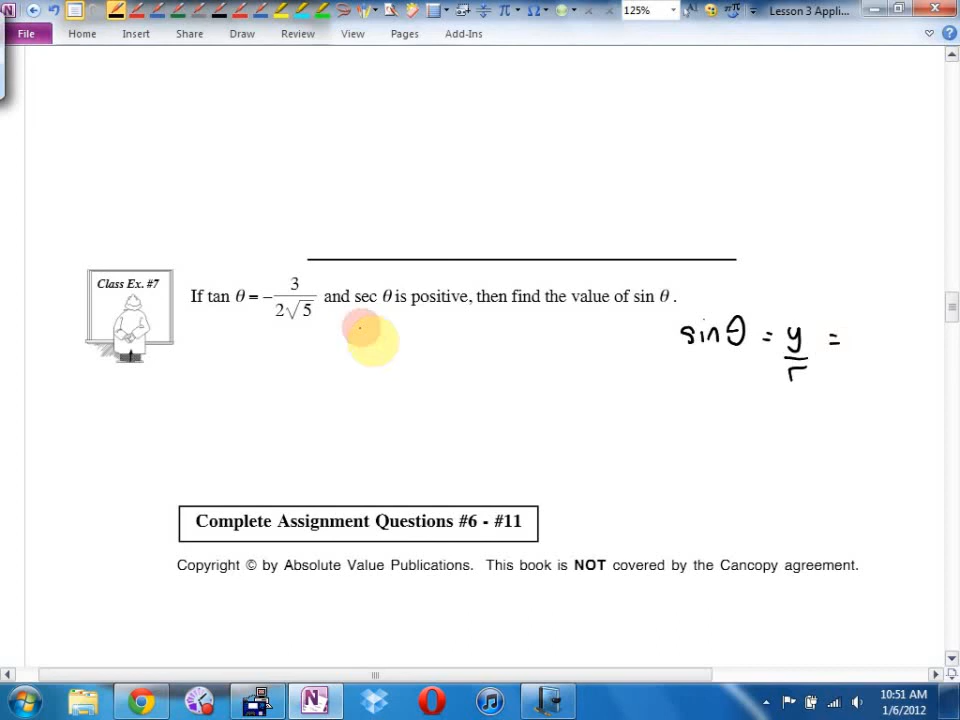 125% Lesson 3 Appli...
File Home Insert Share Draw Review View Pages Add-Ins
Class Ex. #7
If tan θ = − 3 / 2√5 and sec θ is positive, then find the value of sin θ .
sin θ = y / r =
Complete Assignment Questions #6 - #11
Copyright © by Absolute Value Publications. This book is NOT covered by the Cancopy agreement.
10:51 AM
1/6/2012